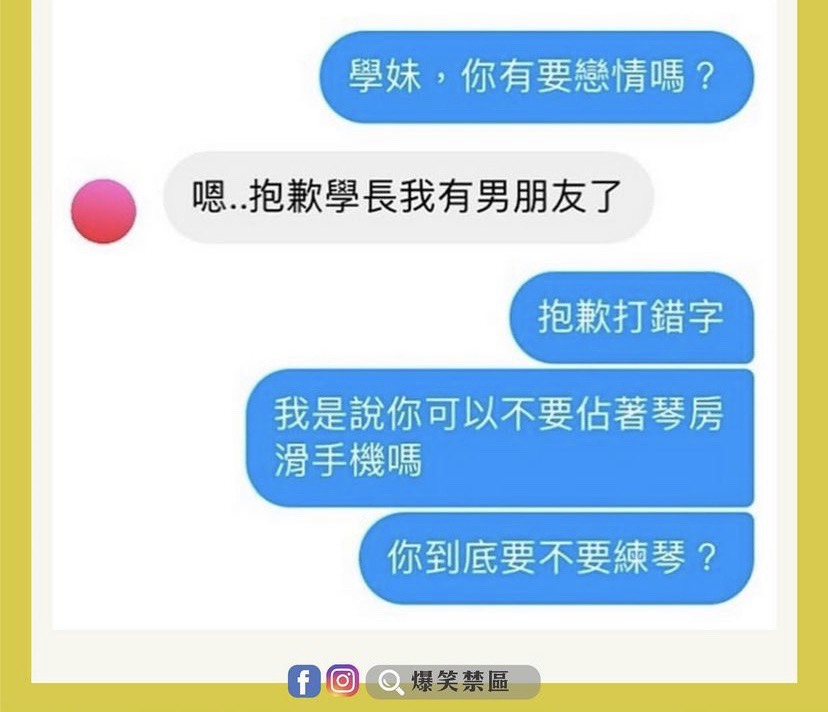 學妹，你有要戀情嗎？
嗯..抱歉學長我有男朋友了
抱歉打錯字
我是說你可以不要佔著琴房
滑手機嗎
你到底要不要練琴？
爆笑禁區